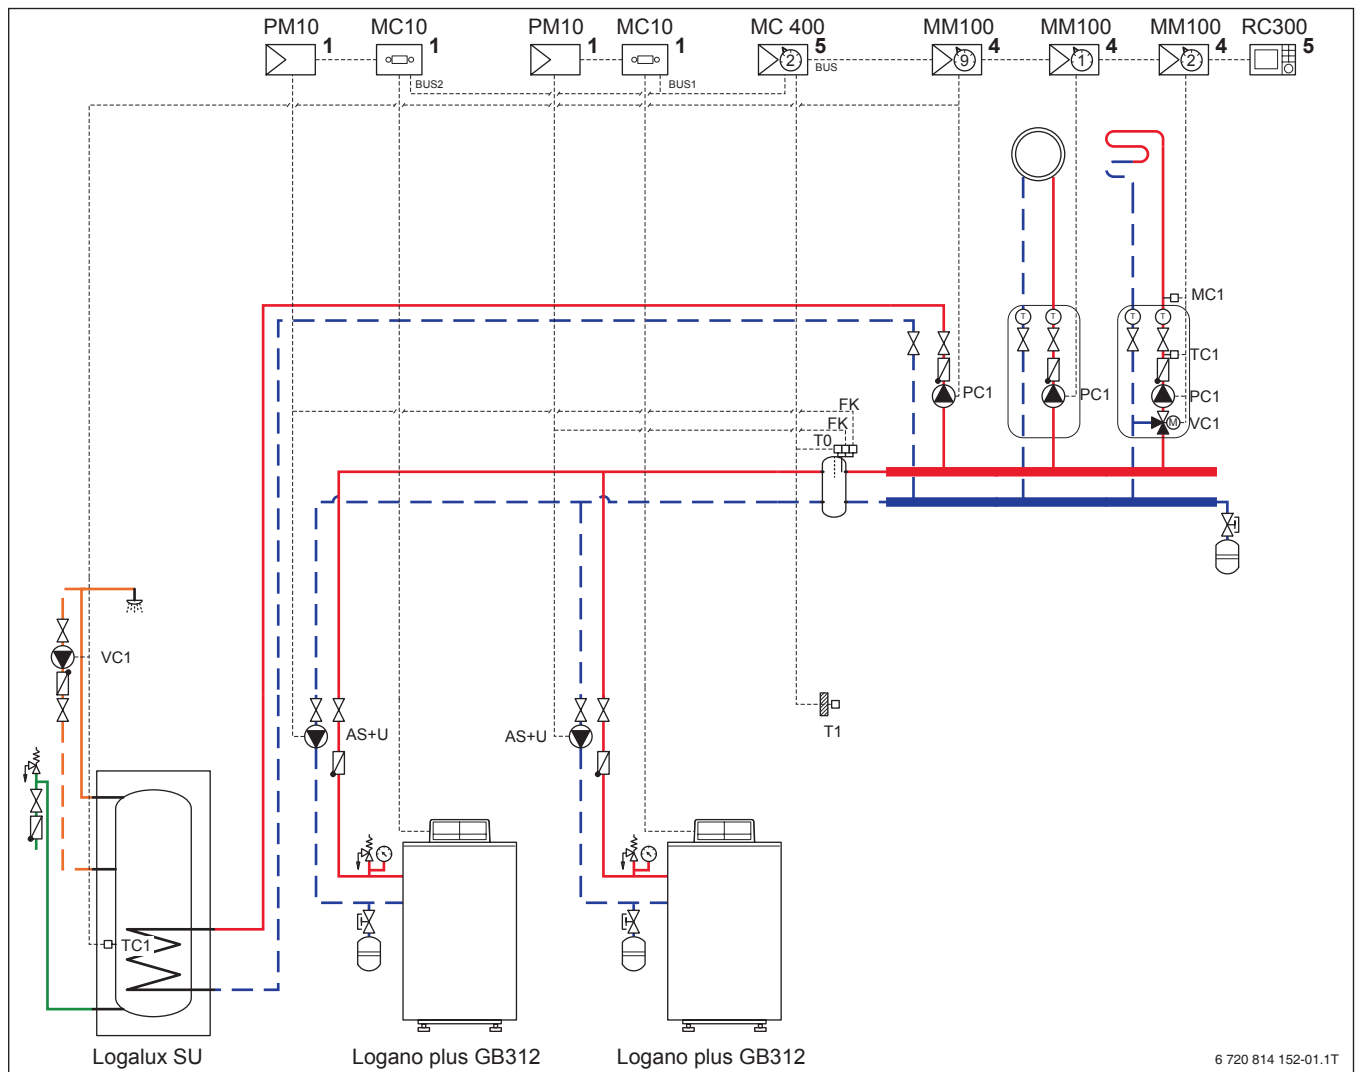 PM10 MC10 PM10 MC10 MC 400 MM100 MM100 MM100 RC300
1 1 1 1 5 4 4 4 5
2 9 1 2
BUS
BUS2 BUS1
MC1
T T T T
TC1
FK PC1 PC1 PC1
FK
M VC1
T0
VC1
T1
AS+U AS+U
TC1
Logalux SU Logano plus GB312 Logano plus GB312
6 720 814 152-01.1T